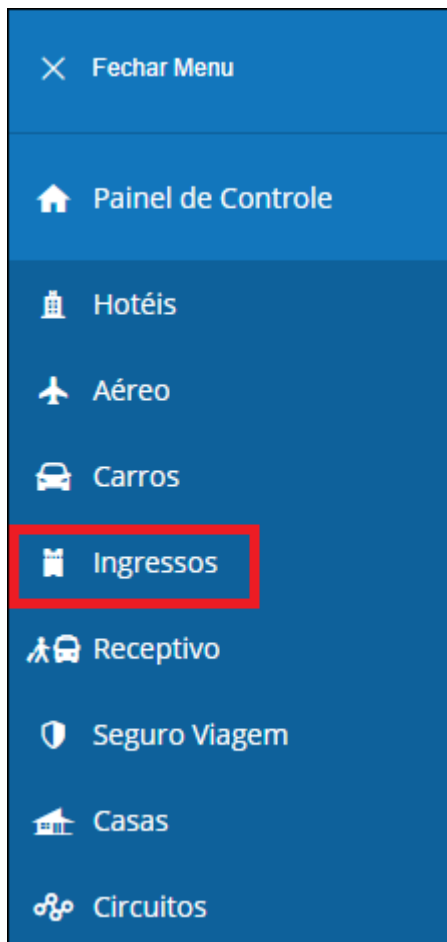 Fechar Menu
Painel de Controle
Hotéis
Aéreo
Carros
Ingressos
Receptivo
Seguro Viagem
Casas
Circuitos